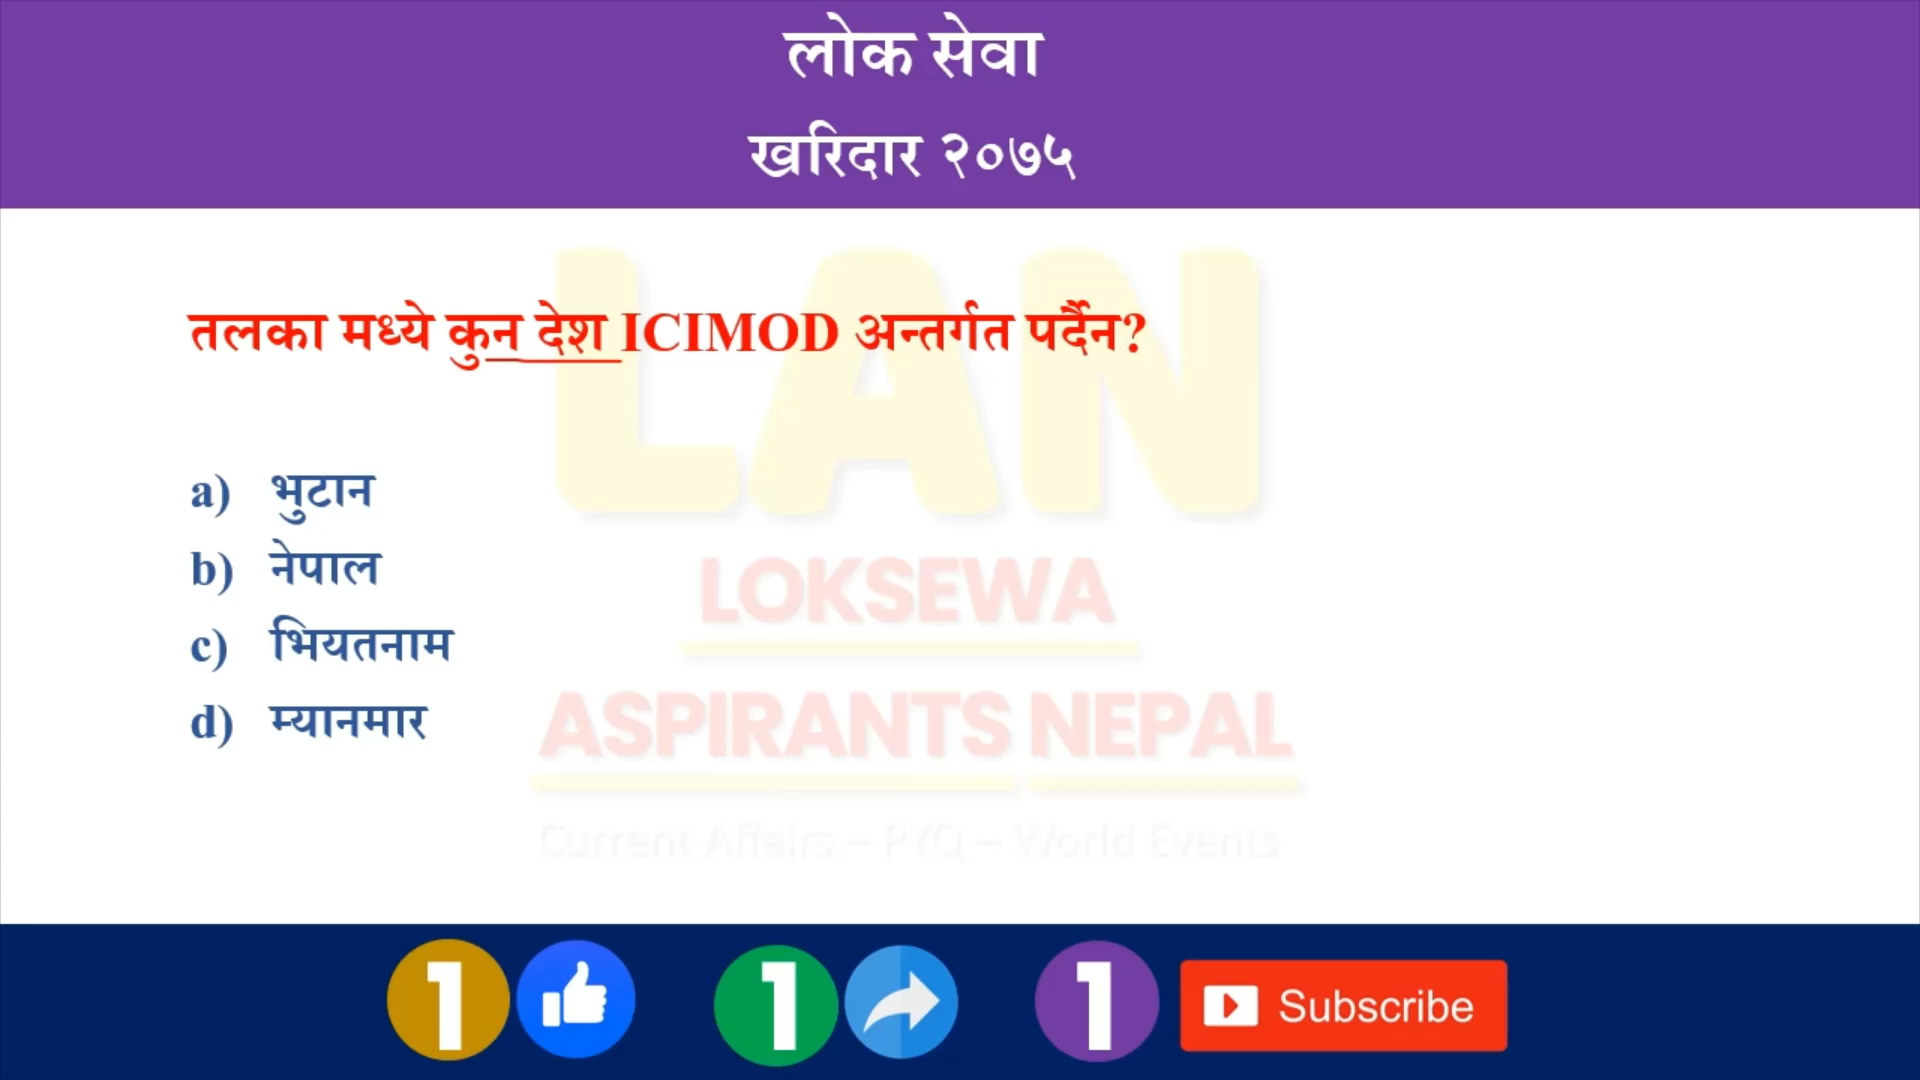 लोक सेवा
खरिदार २०७५
तलका मध्ये कुन देश ICIMOD अन्तर्गत पर्दैन?
a) भुटान
b) नेपाल
c) भियतनाम
d) म्यानमार
LAN
LOKSEWA
ASPIRANTS NEPAL
Current Affairs – PYQ – World Events
1 1 1 Subscribe